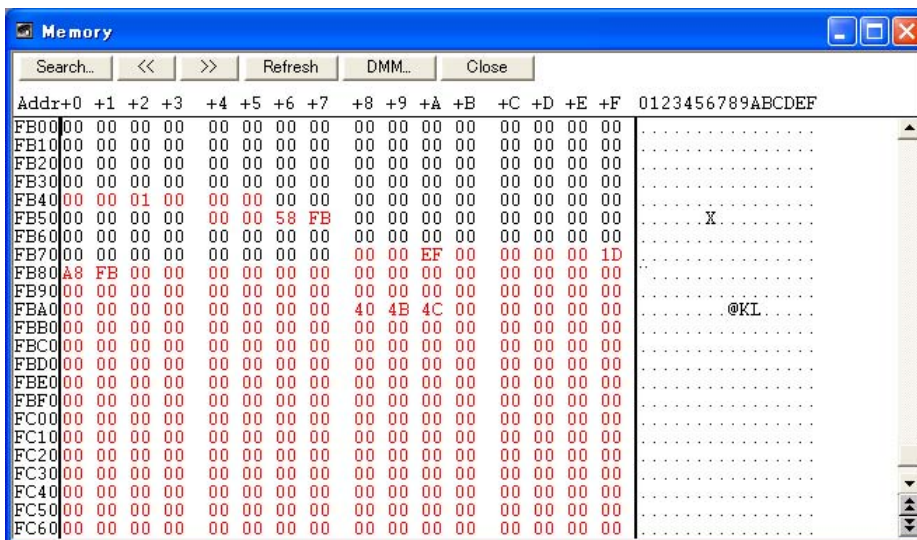 Memory
Search... << >> Refresh DMM... Close
Addr+0 +1 +2 +3 +4 +5 +6 +7 +8 +9 +A +B +C +D +E +F 0123456789ABCDEF
FB00 00 00 00 00 00 00 00 00 00 00 00 00 00 00 00 00 ................
FB10 00 00 00 00 00 00 00 00 00 00 00 00 00 00 00 00 ................
FB20 00 00 00 00 00 00 00 00 00 00 00 00 00 00 00 00 ................
FB30 00 00 00 00 00 00 00 00 00 00 00 00 00 00 00 00 ................
FB40 00 00 01 00 00 00 00 00 00 00 00 00 00 00 00 00 ................
FB50 00 00 00 00 00 00 58 FB 00 00 00 00 00 00 00 00 ......X.........
FB60 00 00 00 00 00 00 00 00 00 00 00 00 00 00 00 00 ................
FB70 00 00 00 00 00 00 00 00 00 00 EF 00 00 00 00 1D ................
FB80 A8 FB 00 00 00 00 00 00 00 00 00 00 00 00 00 00 ¨...............
FB90 00 00 00 00 00 00 00 00 00 00 00 00 00 00 00 00 ................
FBA0 00 00 00 00 00 00 00 00 40 4B 4C 00 00 00 00 00 ........@KL.....
FBB0 00 00 00 00 00 00 00 00 00 00 00 00 00 00 00 00 ................
FBC0 00 00 00 00 00 00 00 00 00 00 00 00 00 00 00 00 ................
FBD0 00 00 00 00 00 00 00 00 00 00 00 00 00 00 00 00 ................
FBE0 00 00 00 00 00 00 00 00 00 00 00 00 00 00 00 00 ................
FBF0 00 00 00 00 00 00 00 00 00 00 00 00 00 00 00 00 ................
FC00 00 00 00 00 00 00 00 00 00 00 00 00 00 00 00 00 ................
FC10 00 00 00 00 00 00 00 00 00 00 00 00 00 00 00 00 ................
FC20 00 00 00 00 00 00 00 00 00 00 00 00 00 00 00 00 ................
FC30 00 00 00 00 00 00 00 00 00 00 00 00 00 00 00 00 ................
FC40 00 00 00 00 00 00 00 00 00 00 00 00 00 00 00 00 ................
FC50 00 00 00 00 00 00 00 00 00 00 00 00 00 00 00 00 ................
FC60 00 00 00 00 00 00 00 00 00 00 00 00 00 00 00 00 ................